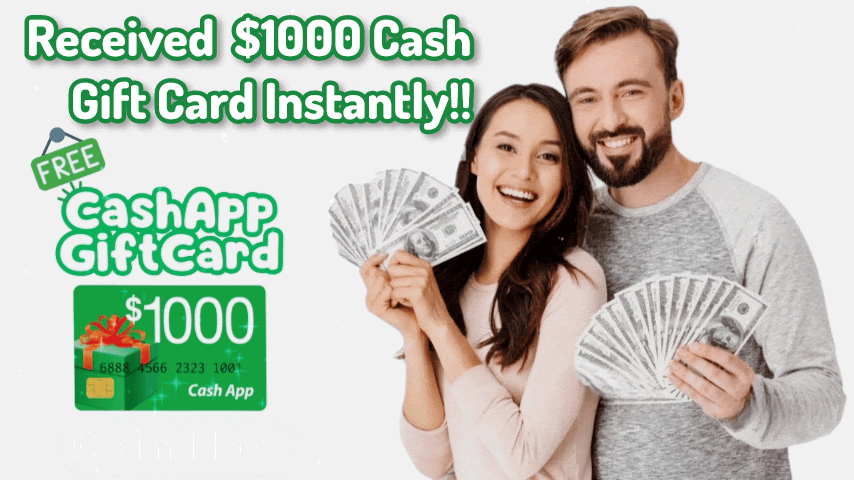 Received $1000 Cash
Gift Card Instantly!!
FREE
CashApp
GiftCard
$1000
6888 4566 2323 1001
Cash App